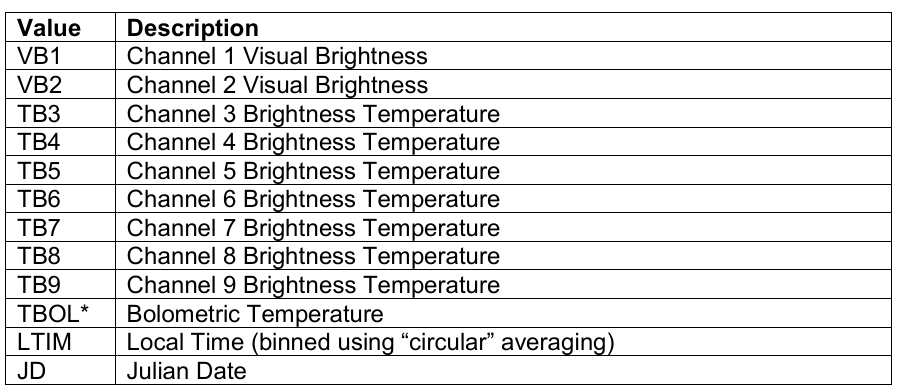 Value Description
VB1 Channel 1 Visual Brightness
VB2 Channel 2 Visual Brightness
TB3 Channel 3 Brightness Temperature
TB4 Channel 4 Brightness Temperature
TB5 Channel 5 Brightness Temperature
TB6 Channel 6 Brightness Temperature
TB7 Channel 7 Brightness Temperature
TB8 Channel 8 Brightness Temperature
TB9 Channel 9 Brightness Temperature
TBOL* Bolometric Temperature
LTIM Local Time (binned using “circular” averaging)
JD Julian Date